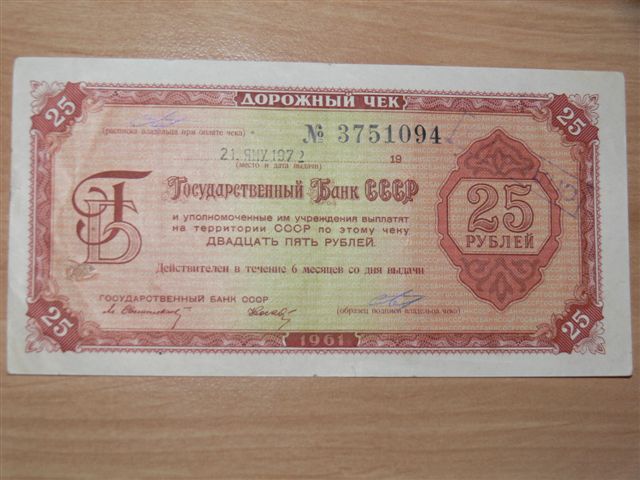 ДОРОЖНЫЙ ЧЕК
25
25
(расписка владельца при оплате чека)
№ 3751094
21. ЯНУ 1972
19
(место и дата выдачи)
ГБ
Государственный Банк СССР
и уполномоченные им учреждения выплатят
на территории СССР по этому чеку
ДВАДЦАТЬ ПЯТЬ РУБЛЕЙ.
25
РУБЛЕЙ
Действителен в течение 6 месяцев со дня выдачи
ГОСУДАРСТВЕННЫЙ БАНК СССР
(образец подписи владельца чека)
25
1961
25